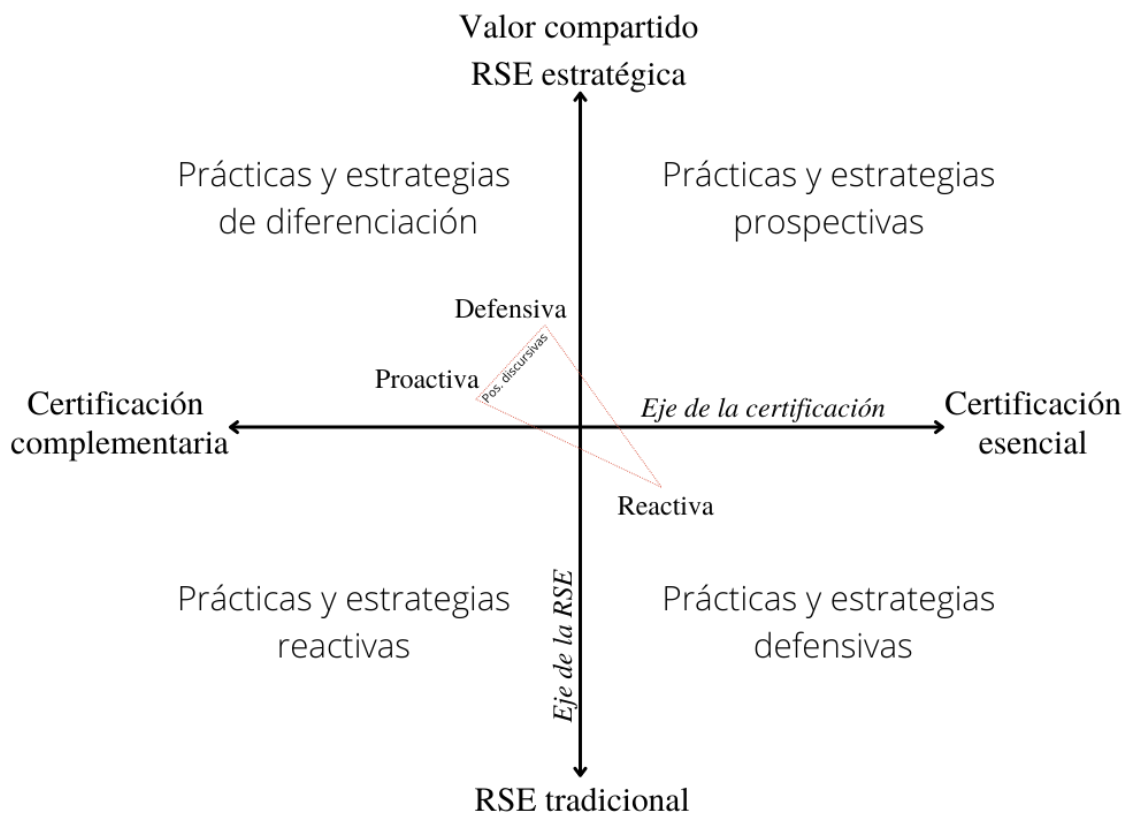 Valor compartido
RSE estratégica
Prácticas y estrategias
de diferenciación
Prácticas y estrategias
prospectivas
Defensiva
Pos. discursivas
Proactiva
Certificación
complementaria
Eje de la certificación
Certificación
esencial
Reactiva
Prácticas y estrategias
reactivas
Eje de la RSE
Prácticas y estrategias
defensivas
RSE tradicional